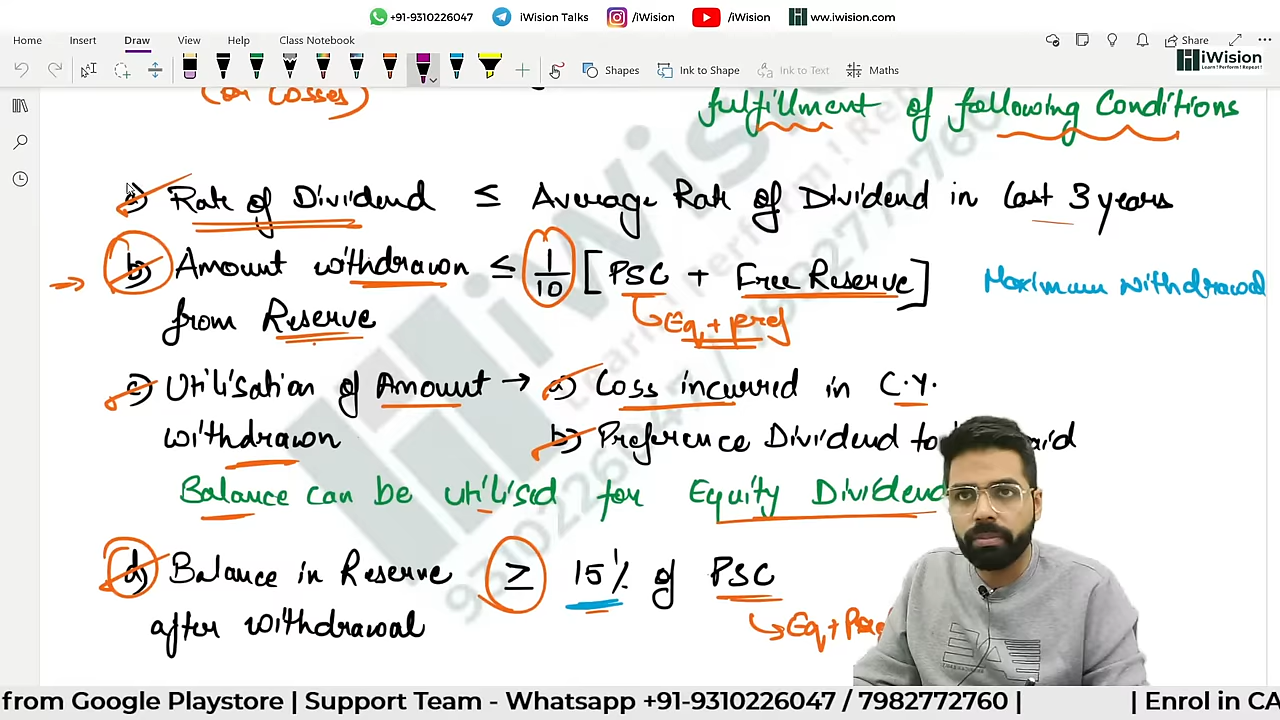 +91-9310226047 iWision Talks /iWision /iWision www.iwision.com
Home Insert Draw View Help Class Notebook Share
Shapes Ink to Shape Ink to Text Maths
iWision
Learn ! Perform ! Repeat !
(or Losses)
fulfillment of following Conditions
a) Rate of Dividend ≤ Average Rate of Dividend in last 3 years
b) Amount withdrawn ≤ 1/10 [PSC + Free Reserve] Maximum withdrawal
from Reserve
Eq + pref
c) Utilisation of Amount → a) Loss incurred in C.Y.
withdrawn b) Preference Dividend
Balance can be utilised for Equity Dividend
d) Balance in Reserve ≥ 15% of PSC
after withdrawal
Eq + Pref
from Google Playstore | Support Team - Whatsapp +91-9310226047 / 7982772760 | | Enrol in CA